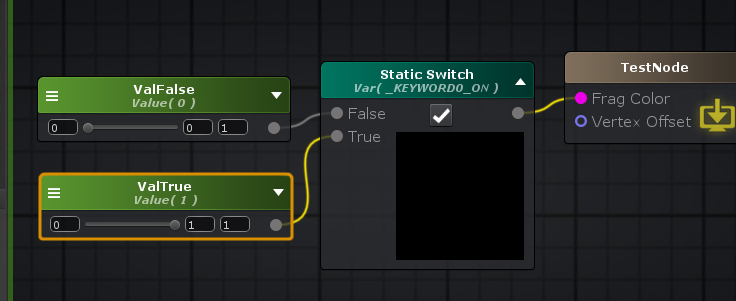 ValFalse
Value( 0 )
0 0 1
ValTrue
Value( 1 )
0 1 1
Static Switch
Var( _KEYWORD0_ON )
False
True
TestNode
Frag Color
Vertex Offset